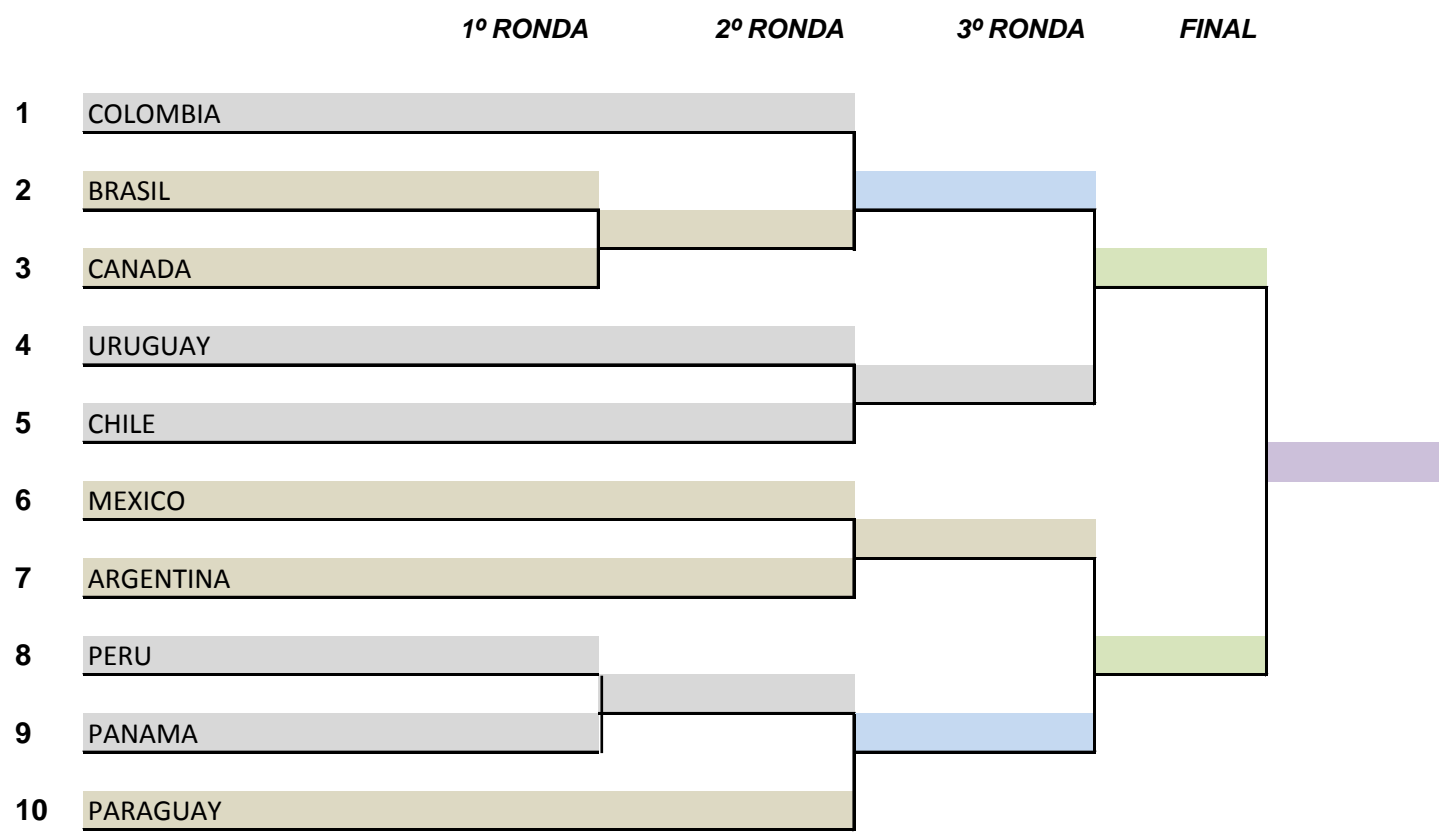 1º RONDA 2º RONDA 3º RONDA FINAL
1 COLOMBIA
2 BRASIL
3 CANADA
4 URUGUAY
5 CHILE
6 MEXICO
7 ARGENTINA
8 PERU
9 PANAMA
10 PARAGUAY